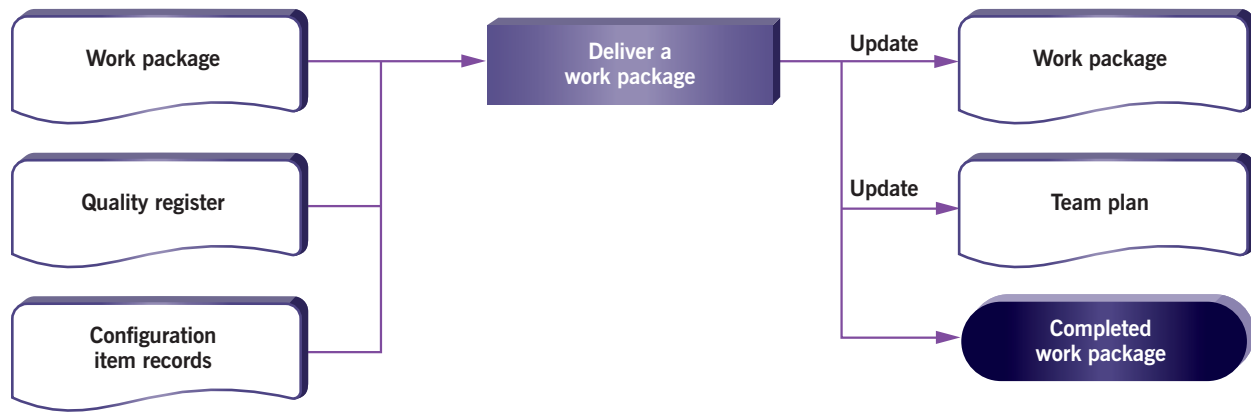 Work package
Deliver a
work package
Update
Work package
Quality register
Update
Team plan
Configuration
item records
Completed
work package